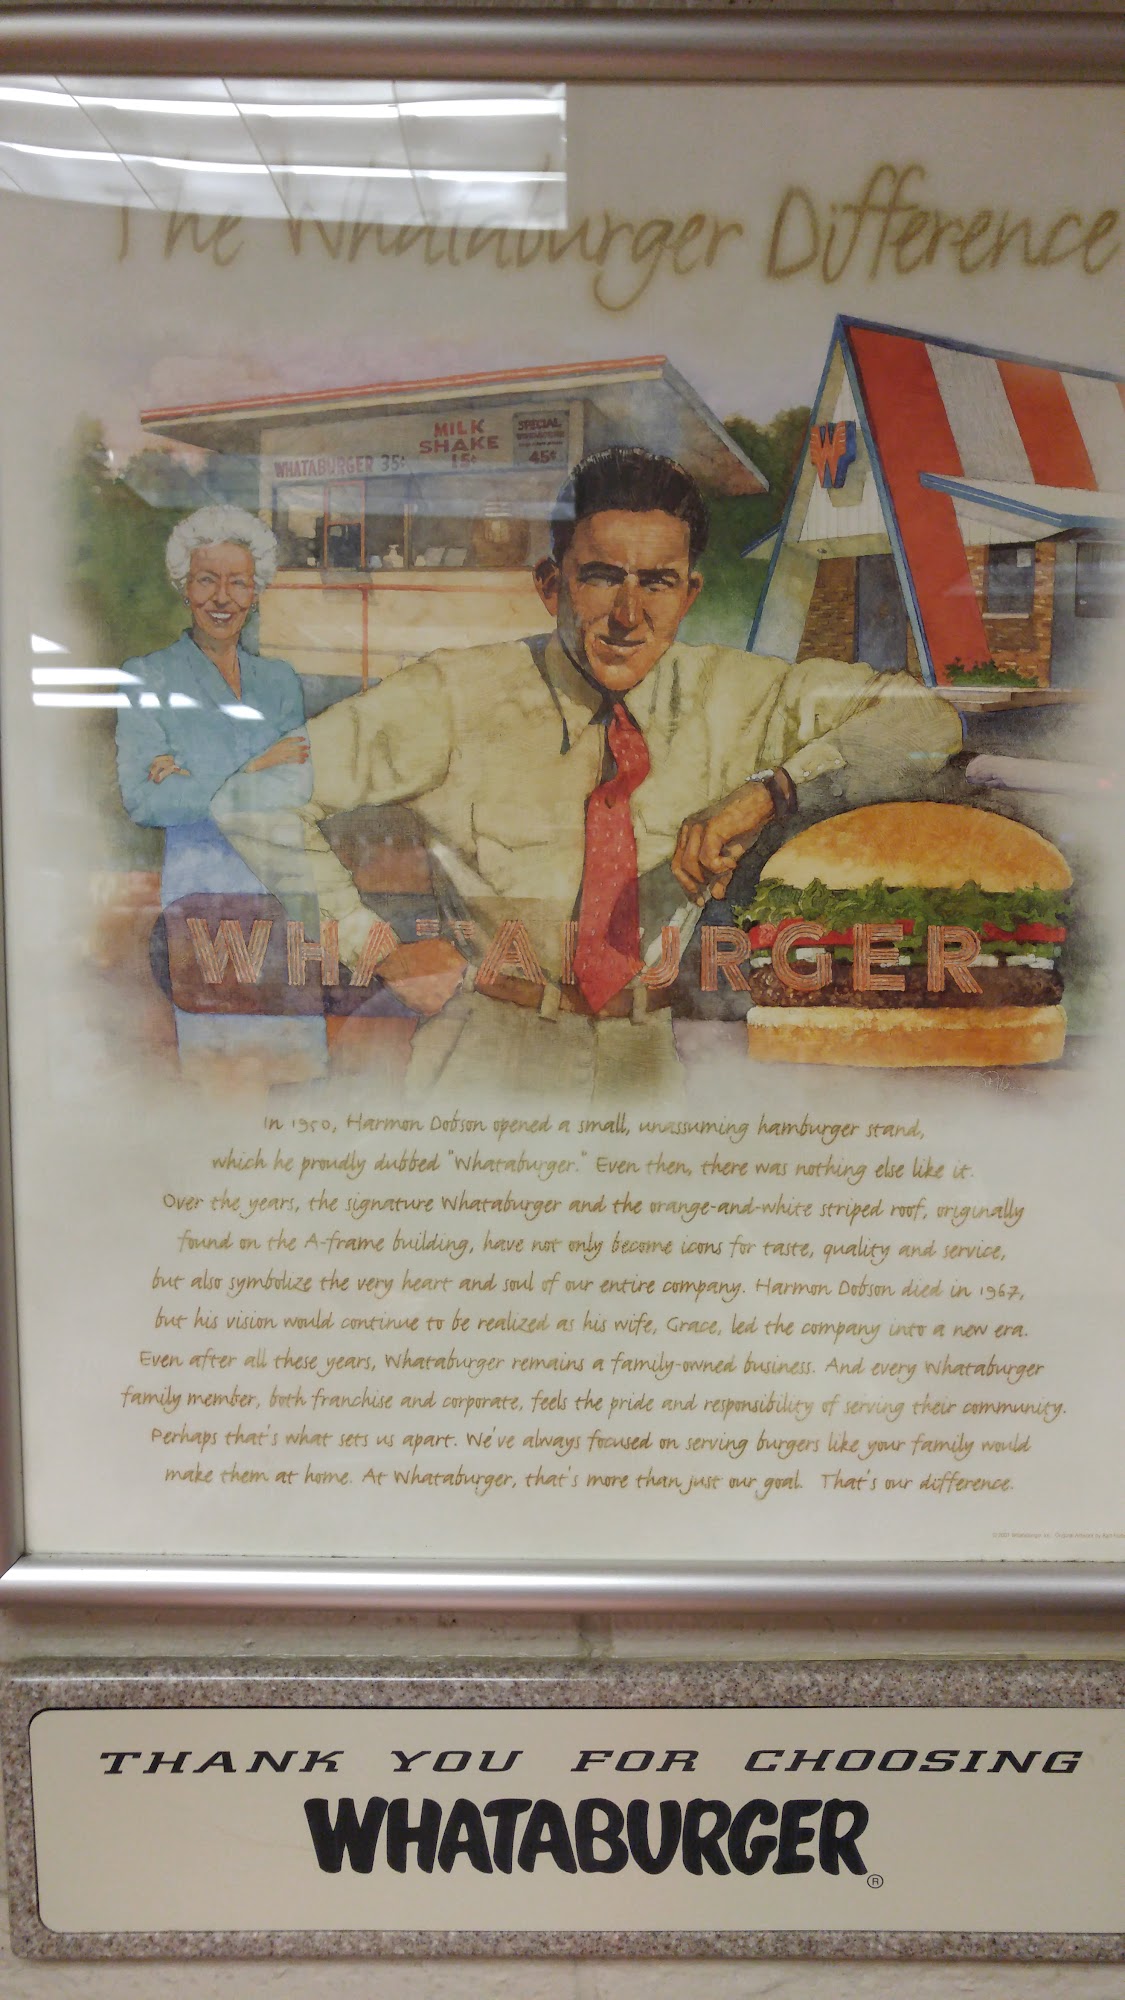 The Whataburger Difference
MILK
SHAKE
15¢
SPECIAL
45¢
WHATABURGER 35¢
W
WHATABURGER
In 1950, Harmon Dobson opened a small, unassuming hamburger stand,
which he proudly dubbed "Whataburger." Even then, there was nothing else like it.
Over the years, the signature Whataburger and the orange-and-white striped roof, originally
found on the A-frame building, have not only become icons for taste, quality and service,
but also symbolize the very heart and soul of our entire company. Harmon Dobson died in 1967,
but his vision would continue to be realized as his wife, Grace, led the company into a new era.
Even after all these years, Whataburger remains a family-owned business. And every Whataburger
family member, both franchise and corporate, feels the pride and responsibility of serving their community.
Perhaps that's what sets us apart. We've always focused on serving burgers like your family would
make them at home. At Whataburger, that's more than just our goal. That's our difference.
THANK YOU FOR CHOOSING
WHATABURGER®